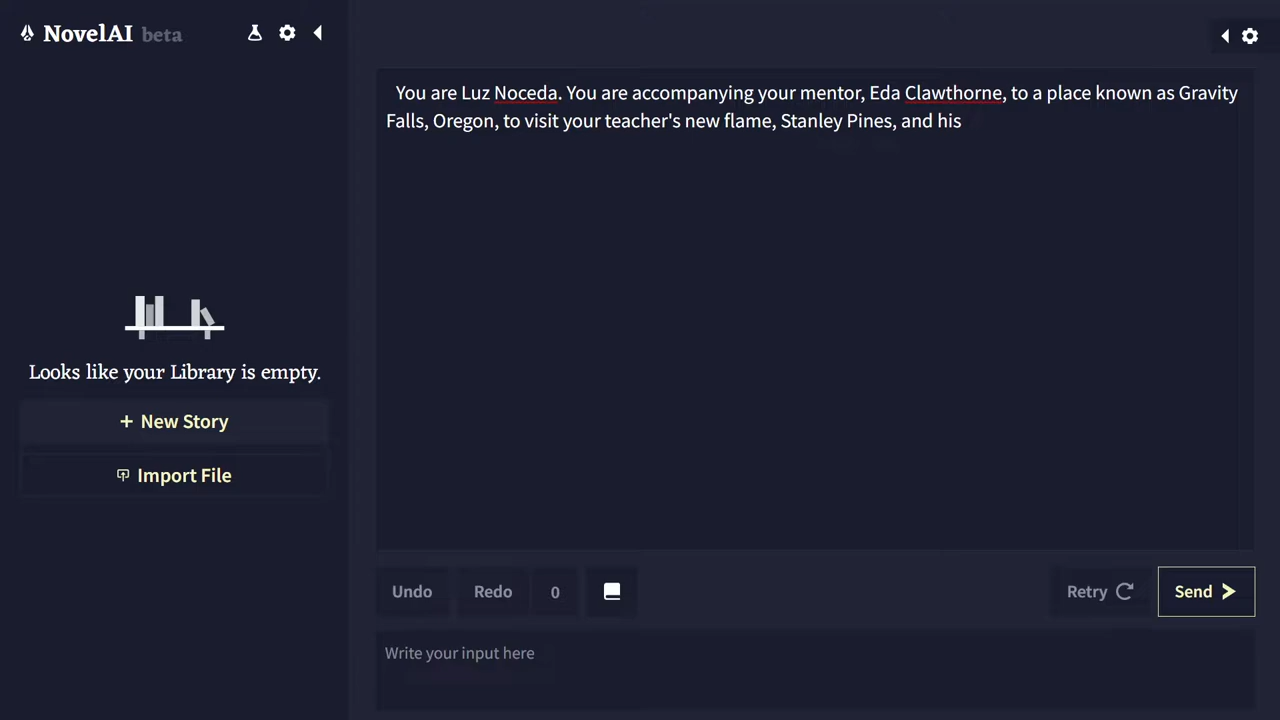 NovelAI beta
You are Luz Noceda. You are accompanying your mentor, Eda Clawthorne, to a place known as Gravity
Falls, Oregon, to visit your teacher's new flame, Stanley Pines, and his
Looks like your Library is empty.
+ New Story
Import File
Undo
Redo
0
Retry
Send
Write your input here